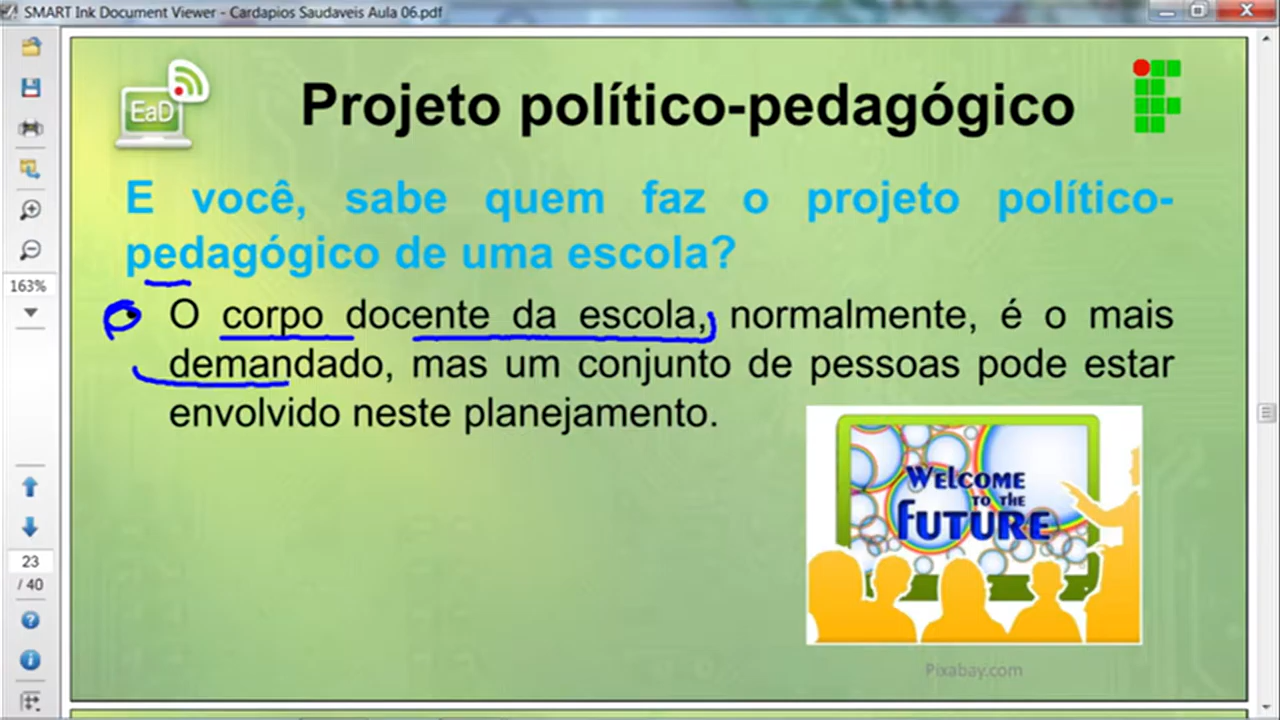 SMART Ink Document Viewer - Cardapios Saudaveis Aula 06.pdf
EaD
Projeto político-pedagógico
E você, sabe quem faz o projeto político-
pedagógico de uma escola?
• O corpo docente da escola, normalmente, é o mais
demandado, mas um conjunto de pessoas pode estar
envolvido neste planejamento.
WELCOME
TO THE
FUTURE
Pixabay.com
163%
23
/ 40